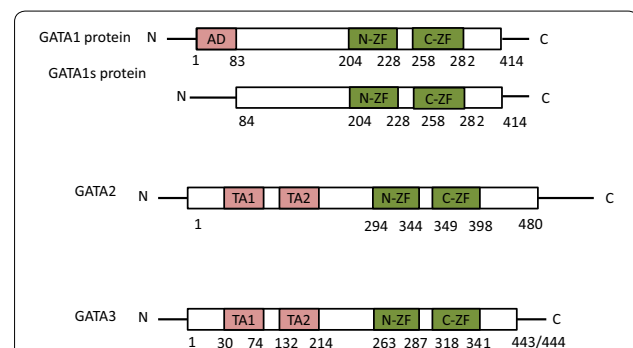 GATA1 protein N AD N-ZF C-ZF C
1 83 204 228 258 282 414
GATA1s protein
N N-ZF C-ZF C
84 204 228 258 282 414
GATA2 N TA1 TA2 N-ZF C-ZF C
1 294 344 349 398 480
GATA3 N TA1 TA2 N-ZF C-ZF C
1 30 74 132 214 263 287 318 341 443/444